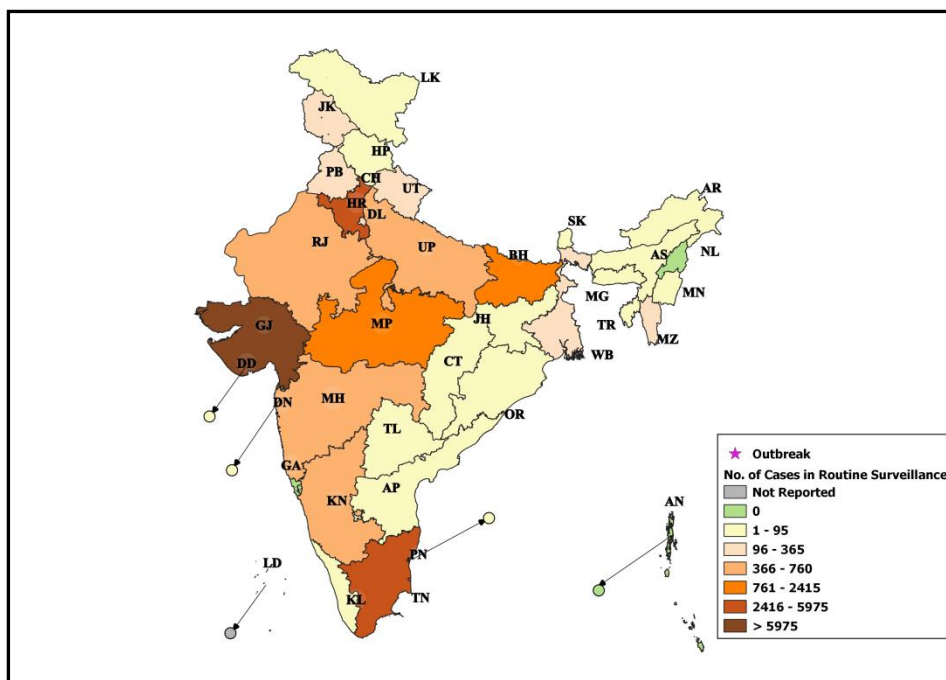 LK
JK
HP
PB
CH
UT
HR
DL
AR
SK
RJ
UP
BH
AS
NL
MG
MN
GJ
MP
JH
TR
MZ
CT
WB
DD
DN
MH
OR
TL
GA
AP
KN
AN
PN
LD
KL
TN
Outbreak
No. of Cases in Routine Surveillance
Not Reported
0
1 - 95
96 - 365
366 - 760
761 - 2415
2416 - 5975
> 5975